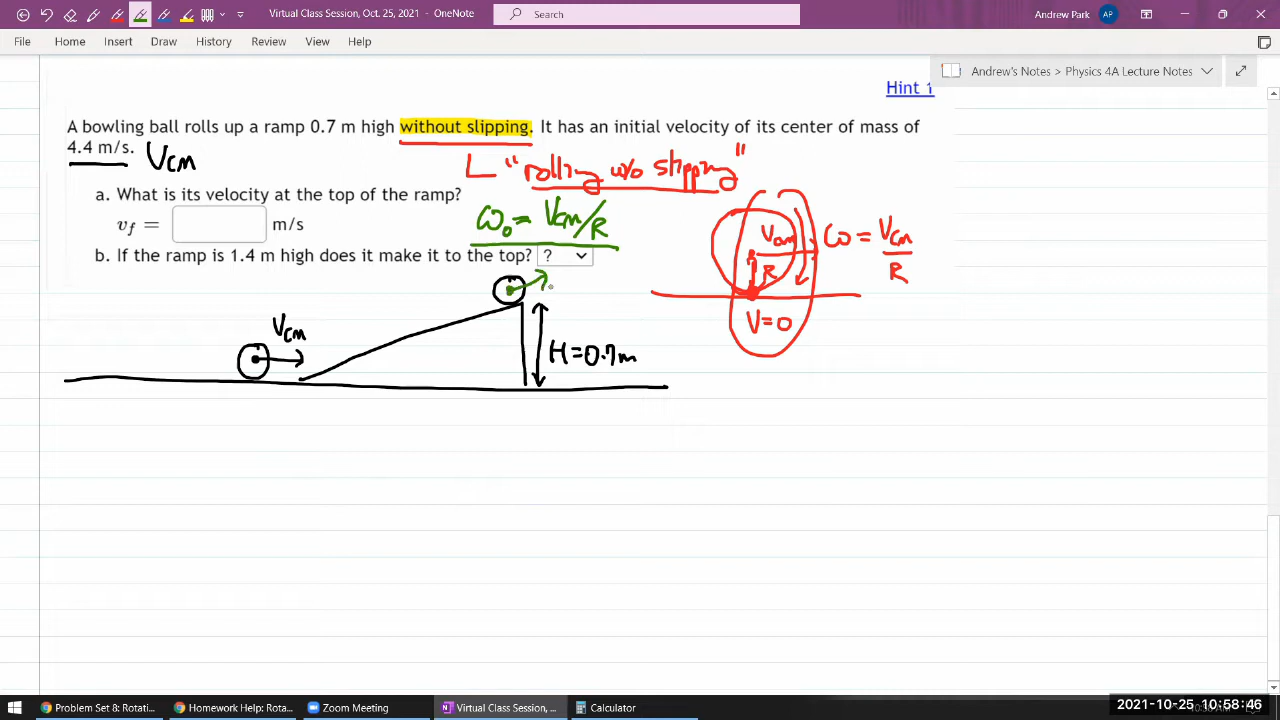 Virtual Class Session, Oct. 25, 2021 - OneNote
Search
Andrew Park
AP
File Home Insert Draw History Review View Help
Andrew's Notes > Physics 4A Lecture Notes
Hint 1
A bowling ball rolls up a ramp 0.7 m high without slipping. It has an initial velocity of its center of mass of
4.4 m/s. Vcm
"rolling w/o slipping"
a. What is its velocity at the top of the ramp?
vf = m/s
ω₀ = Vcm/R
b. If the ramp is 1.4 m high does it make it to the top? ?
Vcm
R
V=0
ω = Vcm/R
Vcm
H=0.7m
Problem Set & Rotati...
Homework Help: Rota...
Zoom Meeting
Virtual Class Session,...
Calculator
2021-10-25 10:58:46